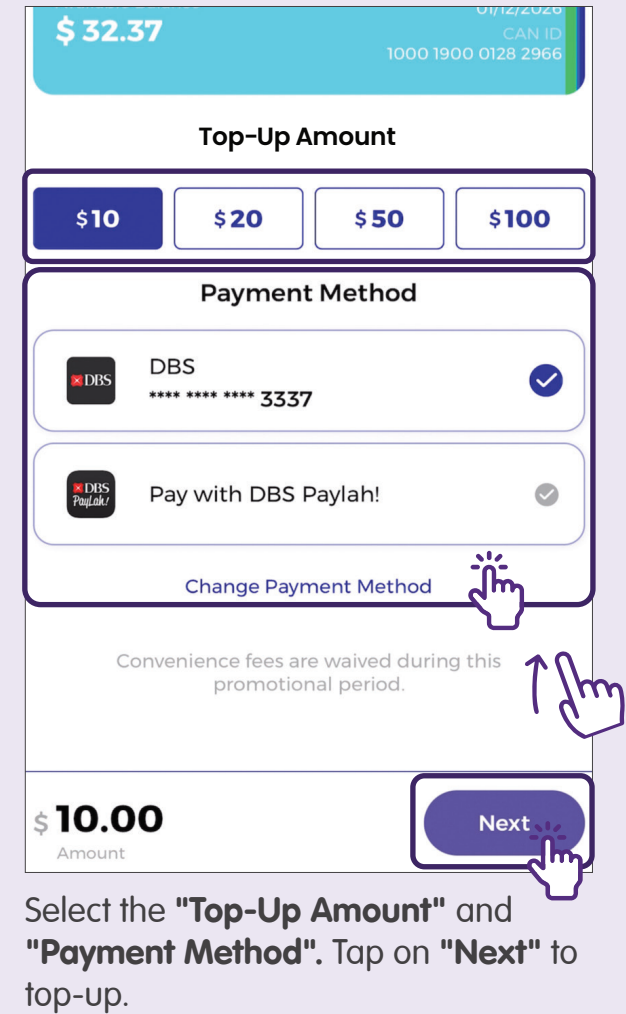 $ 32.37
01/12/2026
CAN ID
1000 1900 0128 2966
Top-Up Amount
$10
$20
$50
$100
Payment Method
DBS
DBS
**** **** **** 3337
DBS
PayLah!
Pay with DBS Paylah!
Change Payment Method
Convenience fees are waived during this
promotional period.
$ 10.00
Amount
Next
Select the "Top-Up Amount" and
"Payment Method". Tap on "Next" to
top-up.